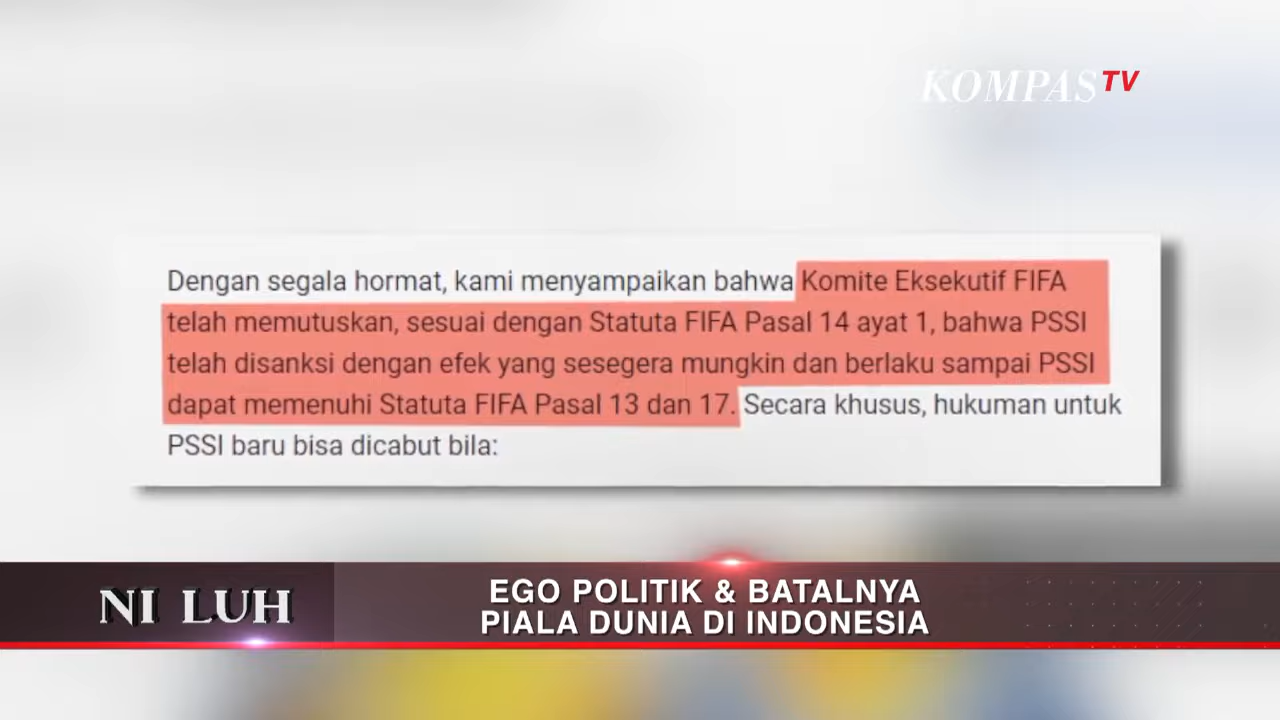 KOMPAS TV
Dengan segala hormat, kami menyampaikan bahwa Komite Eksekutif FIFA
telah memutuskan, sesuai dengan Statuta FIFA Pasal 14 ayat 1, bahwa PSSI
telah disanksi dengan efek yang sesegera mungkin dan berlaku sampai PSSI
dapat memenuhi Statuta FIFA Pasal 13 dan 17. Secara khusus, hukuman untuk
PSSI baru bisa dicabut bila:
NI LUH
EGO POLITIK & BATALNYA
PIALA DUNIA DI INDONESIA